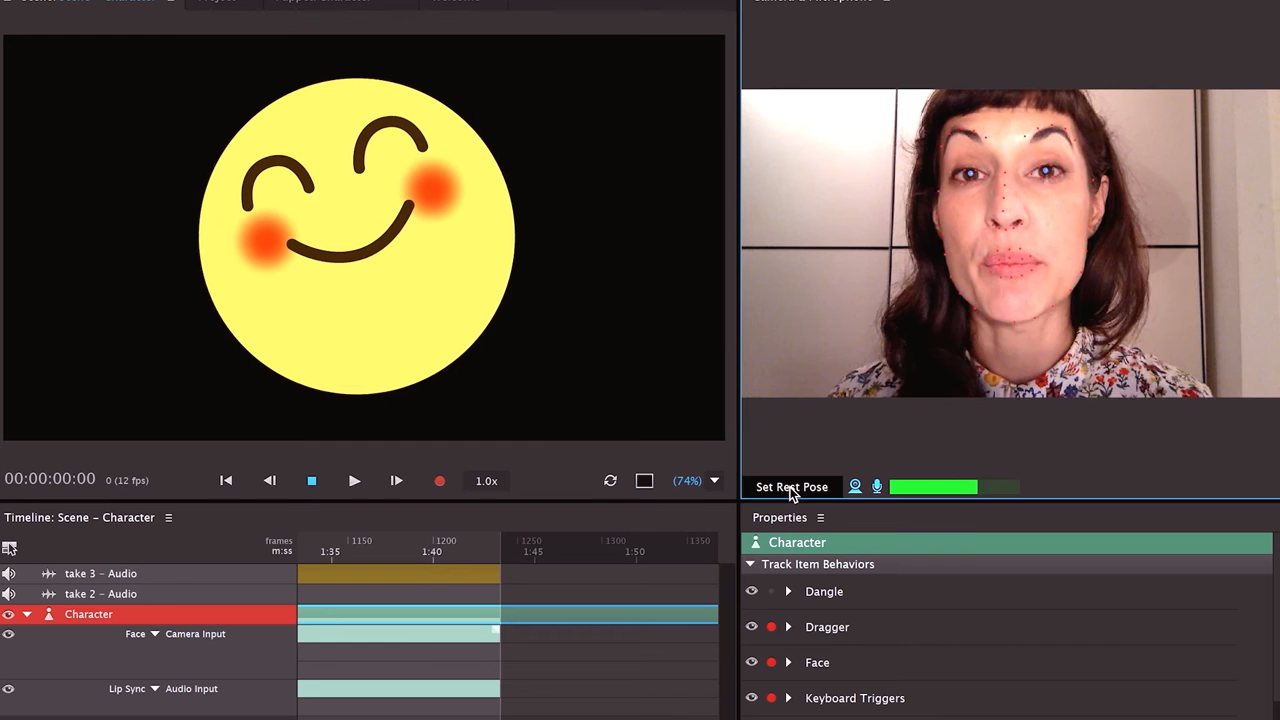 00:00:00:00 0 (12 fps) 1.0x (74%)
Set Rest Pose
Timeline: Scene – Character
frames
m:ss
1150 1200 1250 1300 1350
1:35 1:40 1:45 1:50
take 3 – Audio
take 2 – Audio
Character
Face Camera Input
Lip Sync Audio Input
Properties
Character
Track Item Behaviors
Dangle
Dragger
Face
Keyboard Triggers